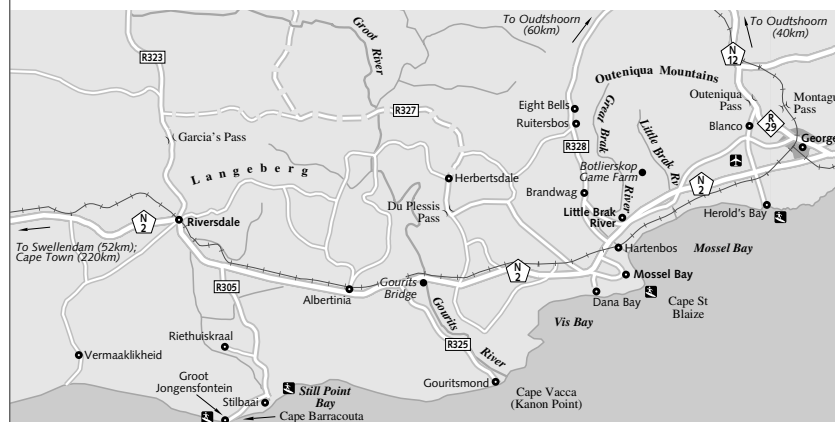 To Oudtshoorn
(60km)
To Oudtshoorn
(40km)
N
12
R323
Groot
River
Outeniqua Mountains
Outeniqua
Pass
Montagu
Pass
R327
Eight Bells
Ruitersbos
Great Brak
River
Little Brak Rv
Blanco
R
29
George
Garcia's Pass
R328
Langeberg
Herbertsdale
Botlierskop
Game Farm
Brandwag
N
2
Du Plessis
Pass
Little Brak
River
Herold's Bay
N
2
Riversdale
To Swellendam (52km);
Cape Town (220km)
Hartenbos
Mossel Bay
N
2
Mossel Bay
R305
Albertinia
Gourits
Bridge
Dana Bay
Cape St
Blaize
Gourits
River
Vis Bay
Riethuiskraal
R325
Vermaaklikheid
Groot
Jongensfontein
Still Point
Bay
Gouritsmond
Cape Vacca
(Kanon Point)
Stilbaai
Cape Barracouta